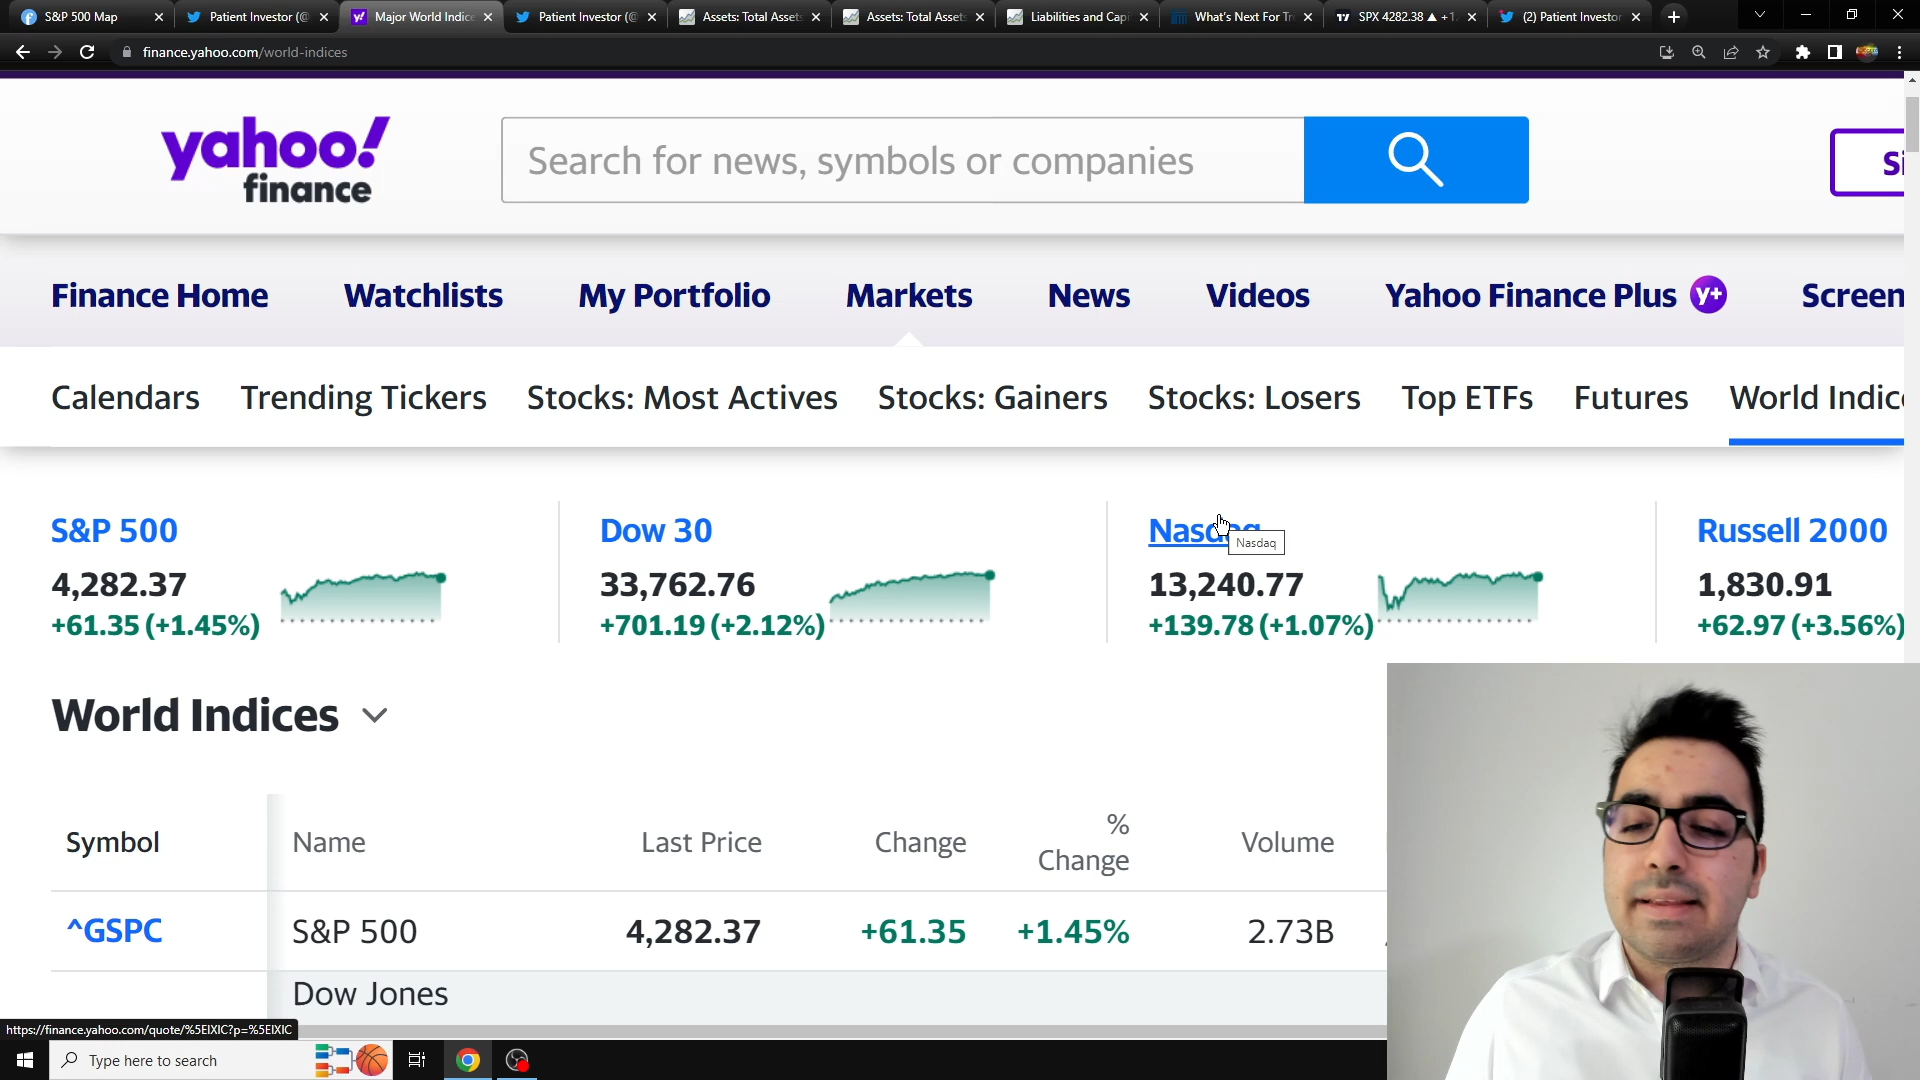 S&P 500 Map
Patient Investor (@
Major World Indice
Patient Investor (@
Assets: Total Assets
Assets: Total Assets
Liabilities and Capi
What's Next For Tr
SPX 4282.38 ▲ +1.
(2) Patient Investor
finance.yahoo.com/world-indices
yahoo!
finance
Search for news, symbols or companies
Finance Home
Watchlists
My Portfolio
Markets
News
Videos
Yahoo Finance Plus
y+
Screen
Calendars
Trending Tickers
Stocks: Most Actives
Stocks: Gainers
Stocks: Losers
Top ETFs
Futures
World Indic
S&P 500
4,282.37
+61.35 (+1.45%)
Dow 30
33,762.76
+701.19 (+2.12%)
Nasdaq
Nasdaq
13,240.77
+139.78 (+1.07%)
Russell 2000
1,830.91
+62.97 (+3.56%)
World Indices
Symbol
Name
Last Price
Change
%
Change
Volume
^GSPC
S&P 500
4,282.37
+61.35
+1.45%
2.73B
Dow Jones
https://finance.yahoo.com/quote/%5EIXIC?p=%5EIXIC
Type here to search